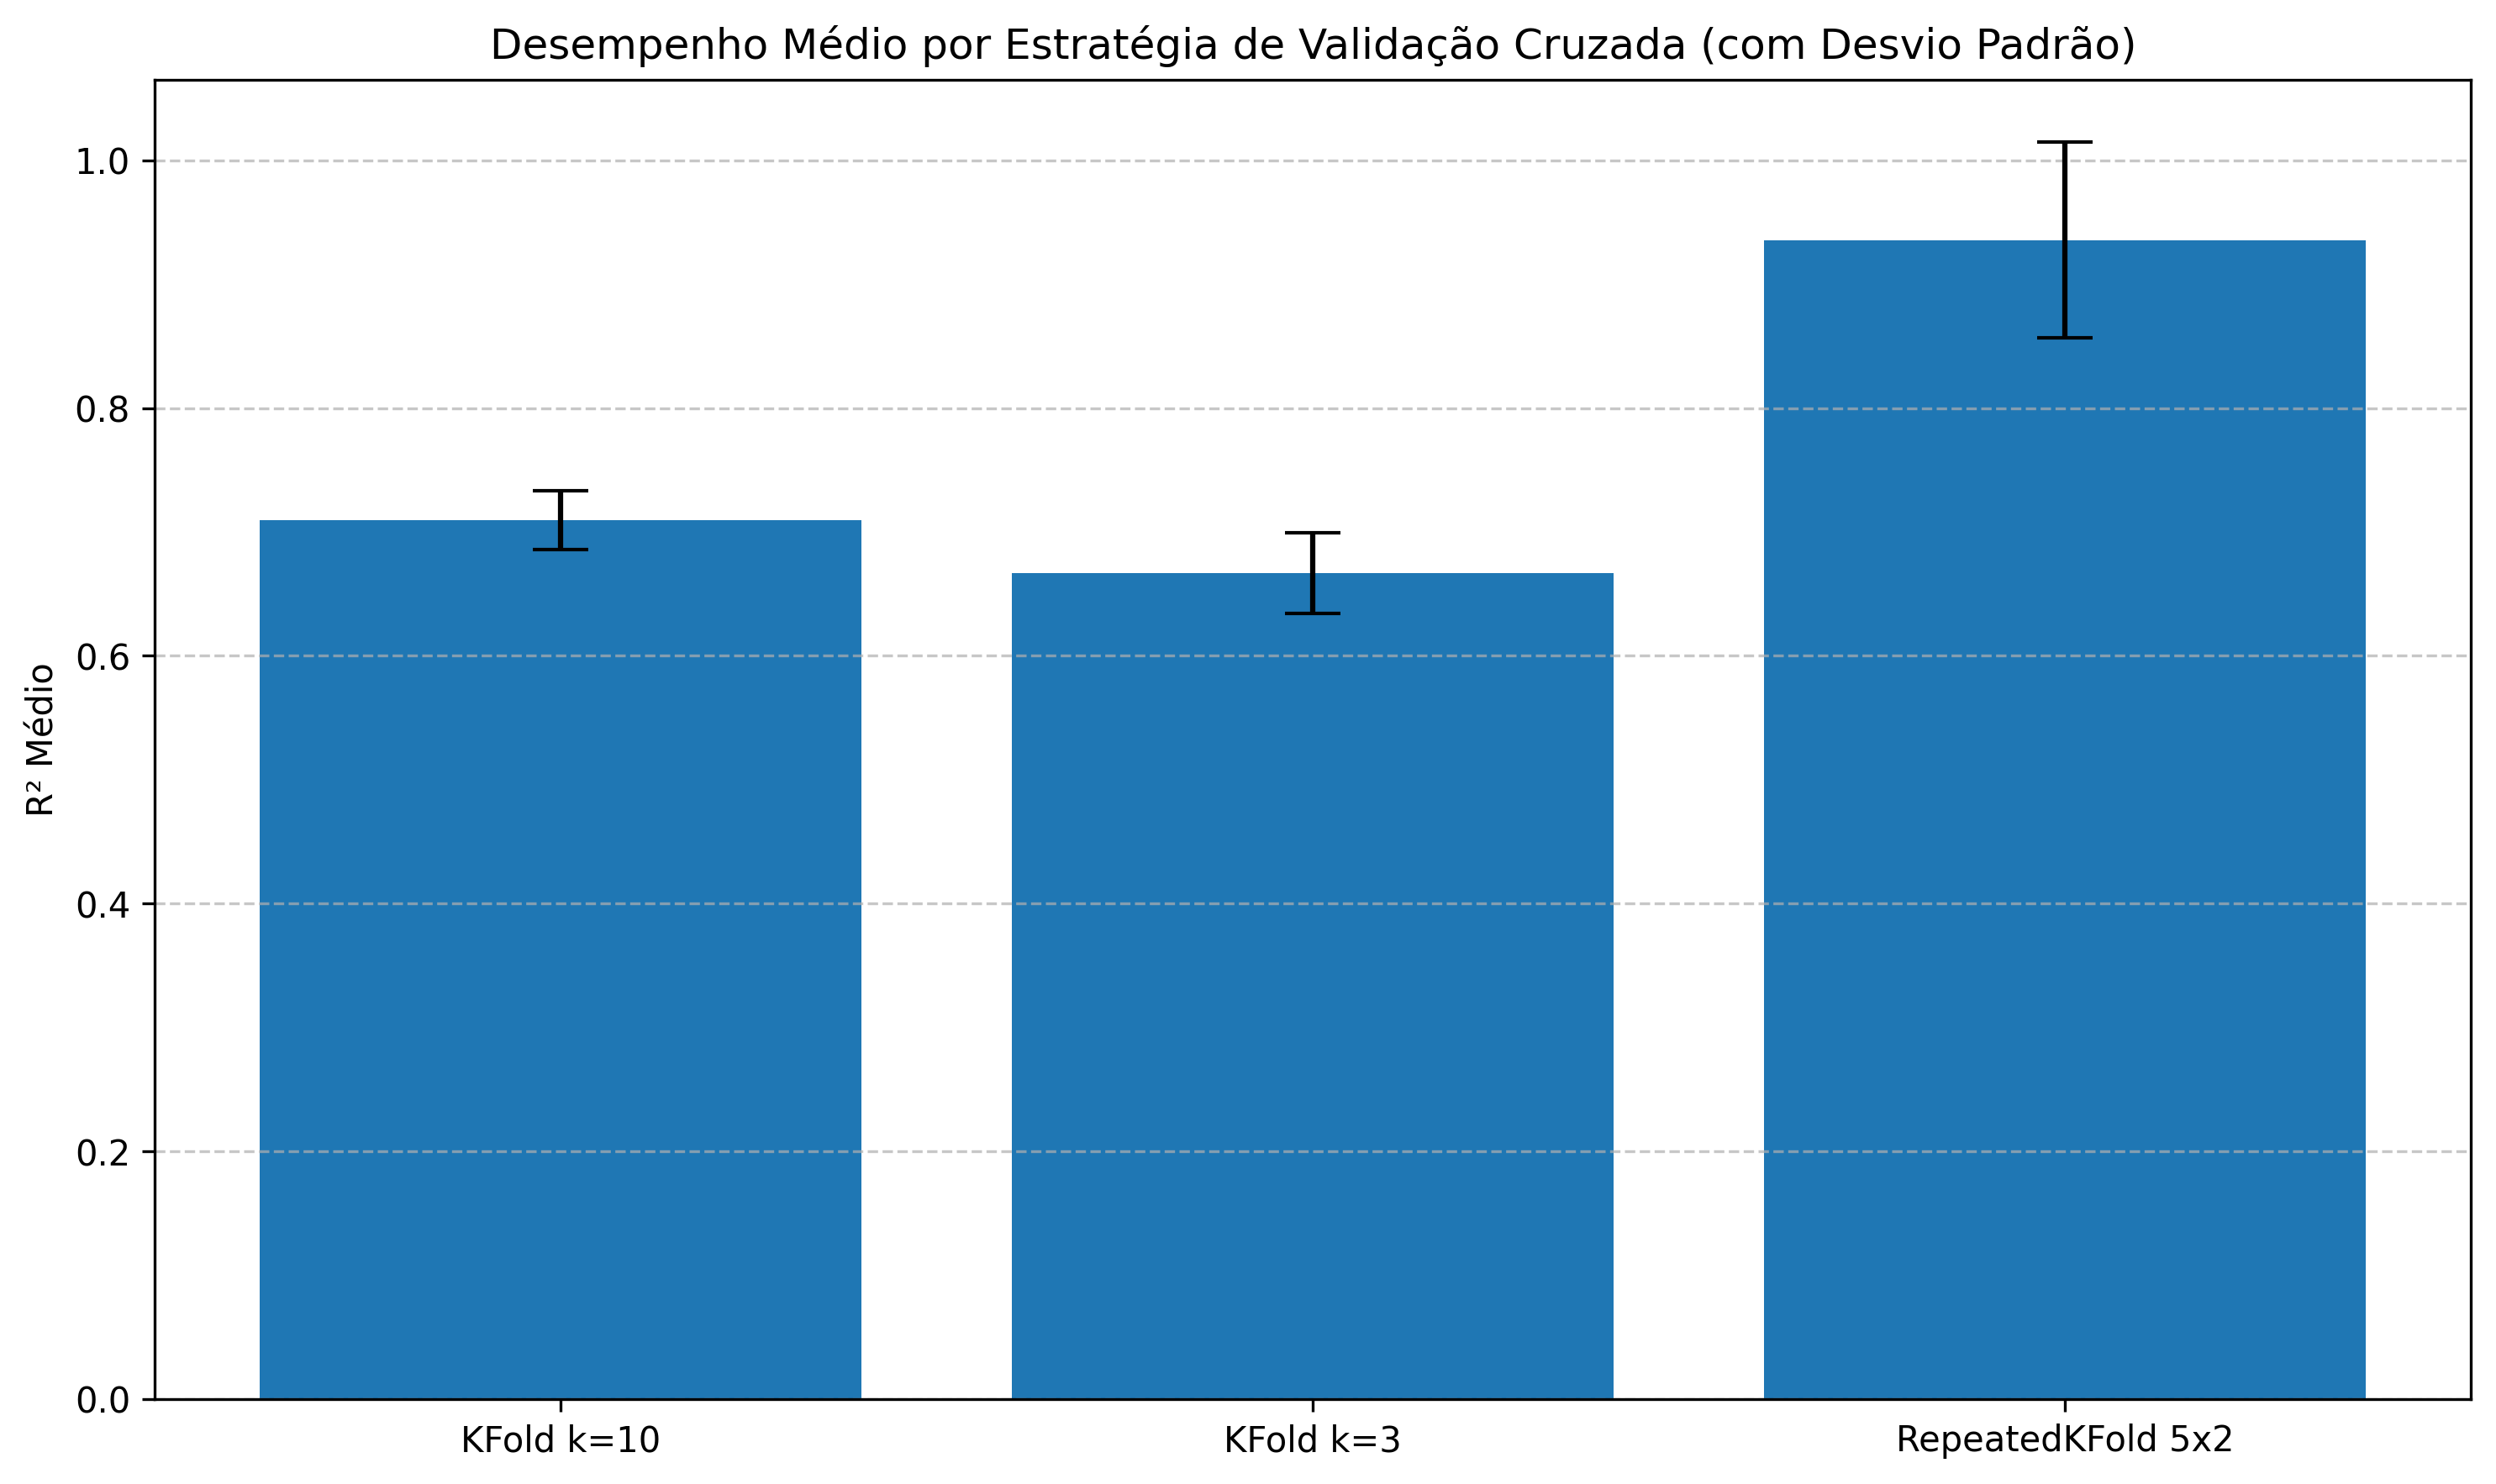 Desempenho Médio por Estratégia de Validação Cruzada (com Desvio Padrão)
R² Médio
1.0
0.8
0.6
0.4
0.2
0.0
KFold k=10
KFold k=3
RepeatedKFold 5x2